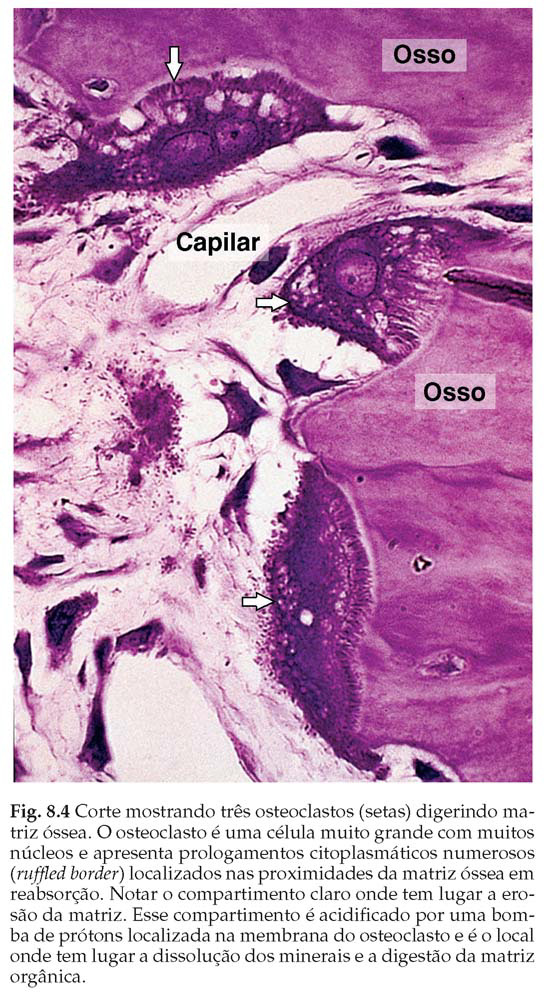 Osso
Capilar
Osso
Fig. 8.4 Corte mostrando três osteoclastos (setas) digerindo ma-
triz óssea. O osteoclasto é uma célula muito grande com muitos
núcleos e apresenta prologamentos citoplasmáticos numerosos
(ruffled border) localizados nas proximidades da matriz óssea em
reabsorção. Notar o compartimento claro onde tem lugar a ero-
são da matriz. Esse compartimento é acidificado por uma bom-
ba de prótons localizada na membrana do osteoclasto e é o local
onde tem lugar a dissolução dos minerais e a digestão da matriz
orgânica.